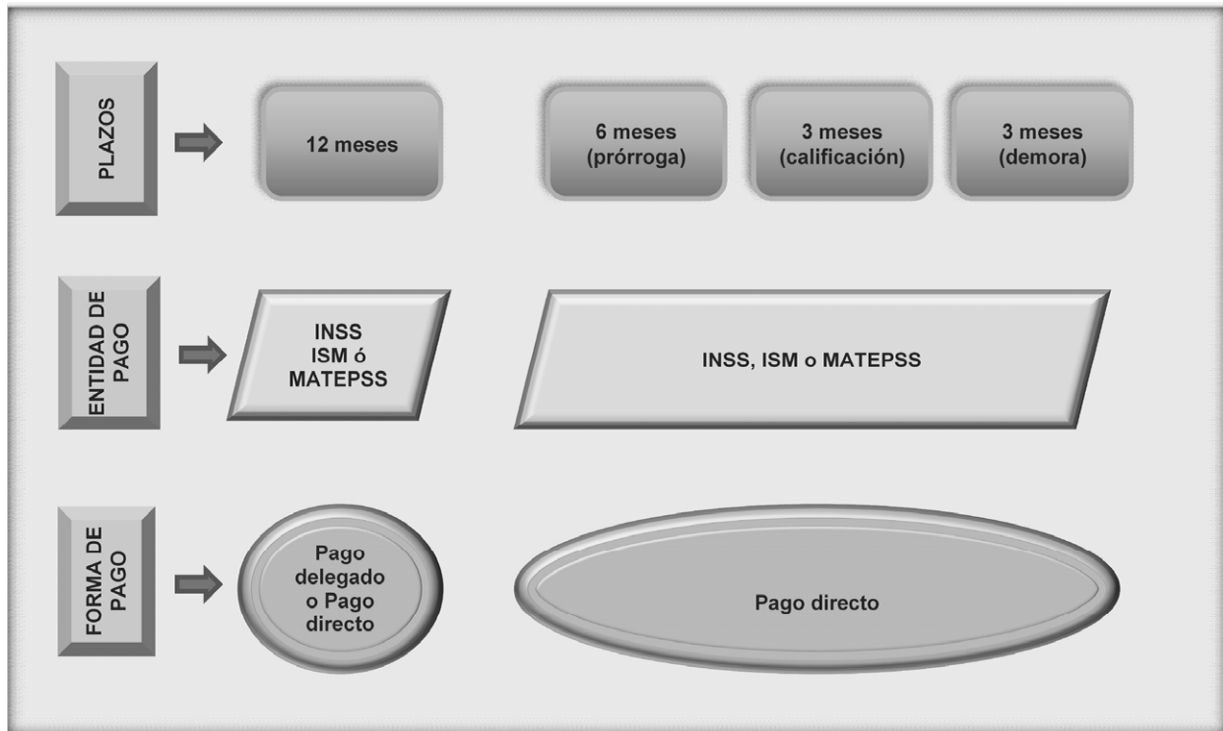 PLAZOS
12 meses
6 meses
(prórroga)
3 meses
(calificación)
3 meses
(demora)
ENTIDAD DE
PAGO
INSS
ISM ó
MATEPSS
INSS, ISM o MATEPSS
FORMA DE
PAGO
Pago
delegado
o Pago
directo
Pago directo